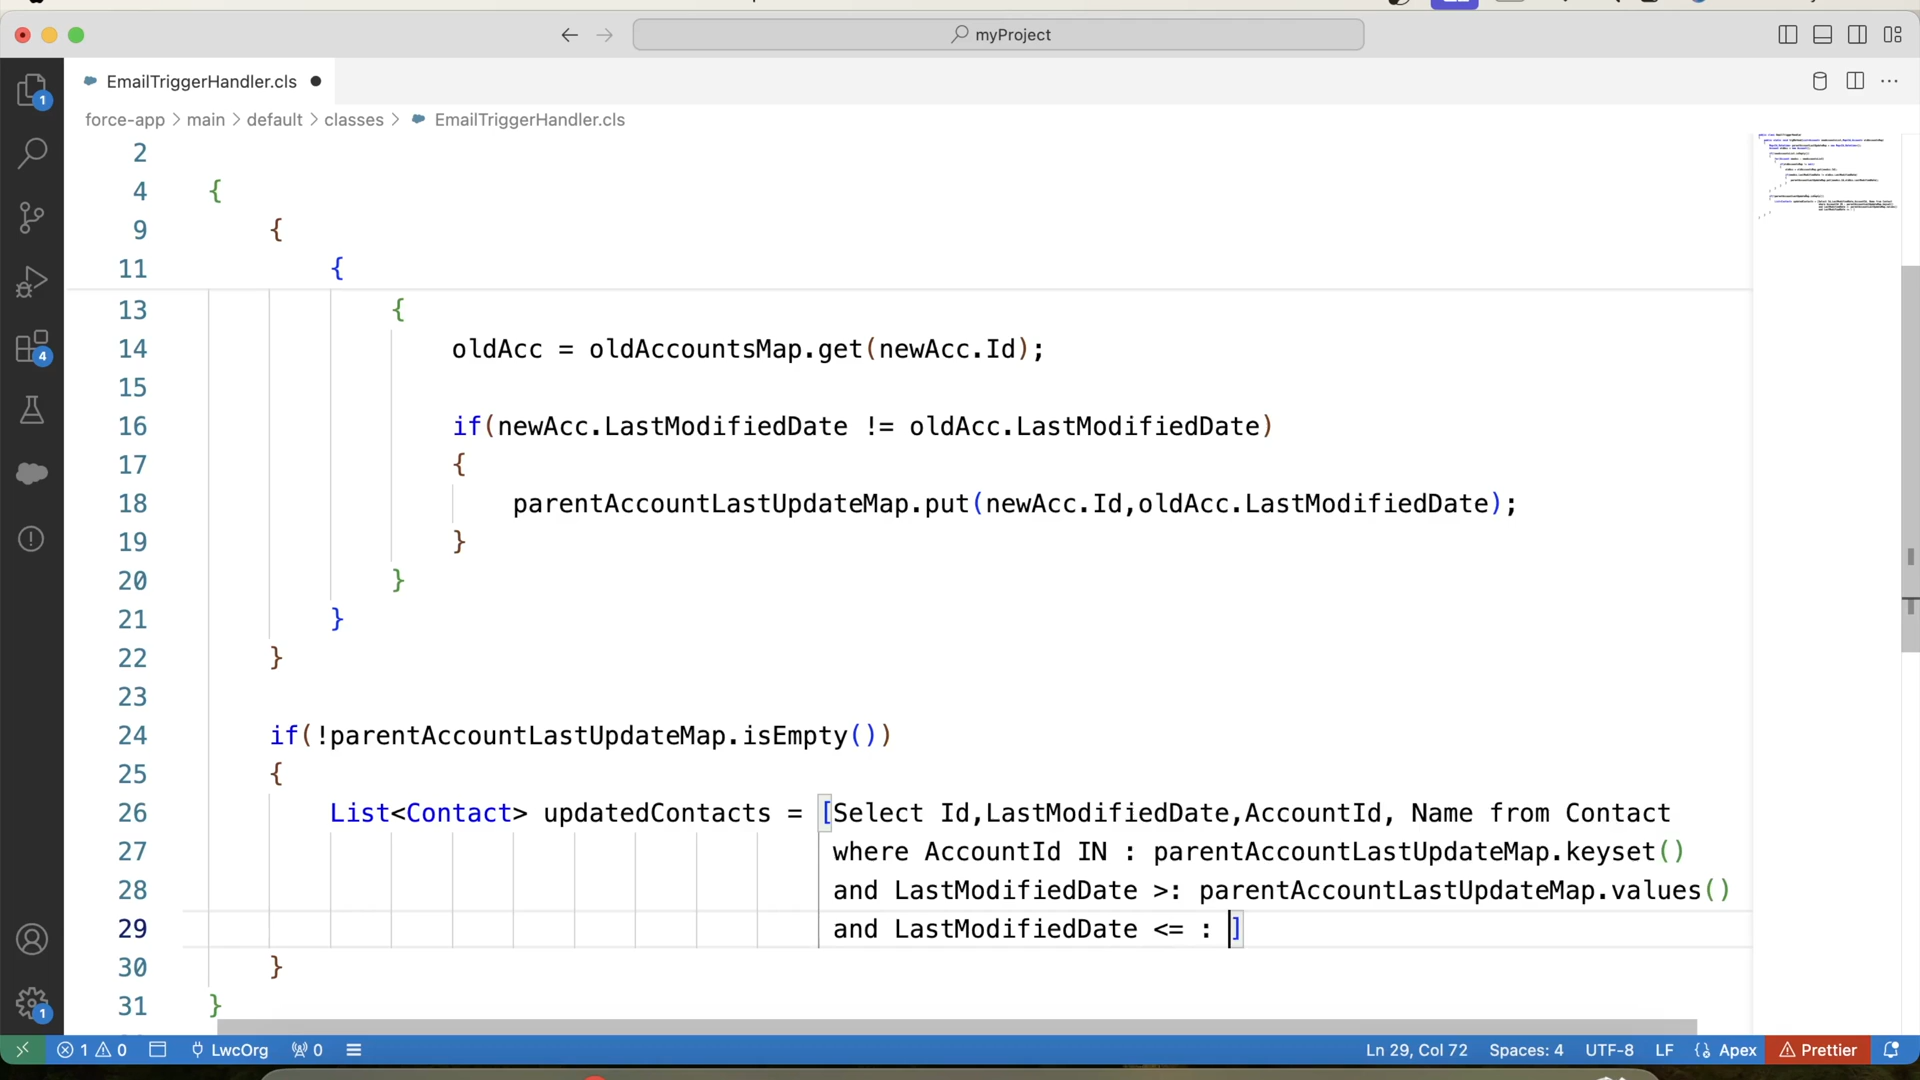 myProject
EmailTriggerHandler.cls
force-app > main > default > classes > EmailTriggerHandler.cls
2
4 {
9 {
11 {
13 {
14 oldAcc = oldAccountsMap.get(newAcc.Id);
15
16 if(newAcc.LastModifiedDate != oldAcc.LastModifiedDate)
17 {
18 parentAccountLastUpdateMap.put(newAcc.Id,oldAcc.LastModifiedDate);
19 }
20 }
21 }
22 }
23
24 if(!parentAccountLastUpdateMap.isEmpty())
25 {
26 List<Contact> updatedContacts = [Select Id,LastModifiedDate,AccountId, Name from Contact
27 where AccountId IN : parentAccountLastUpdateMap.keyset()
28 and LastModifiedDate >: parentAccountLastUpdateMap.values()
29 and LastModifiedDate <= : ]
30 }
31 }
1
4
1
1 0 LwcOrg 0 Ln 29, Col 72 Spaces: 4 UTF-8 LF {} Apex Prettier